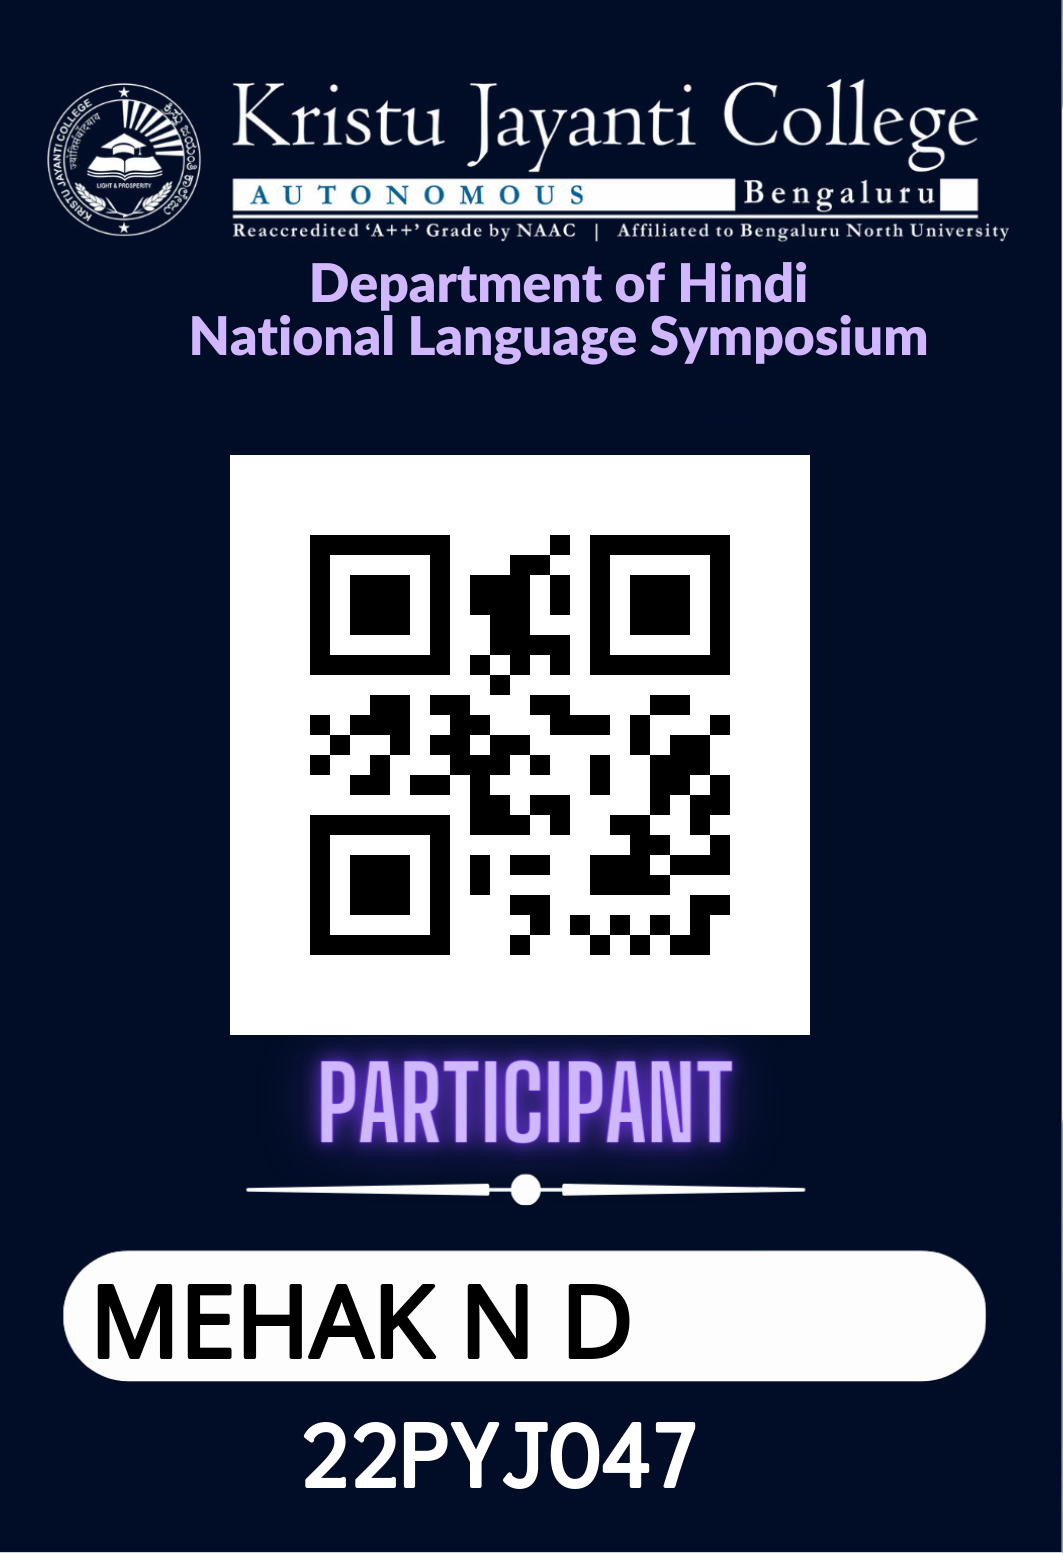 KRISTU JAYANTI COLLEGE
LIGHT & PROSPERITY
Kristu Jayanti College
AUTONOMOUS Bengaluru
Reaccredited ‘A++’ Grade by NAAC | Affiliated to Bengaluru North University
Department of Hindi
National Language Symposium
PARTICIPANT
MEHAK N D
22PYJ047